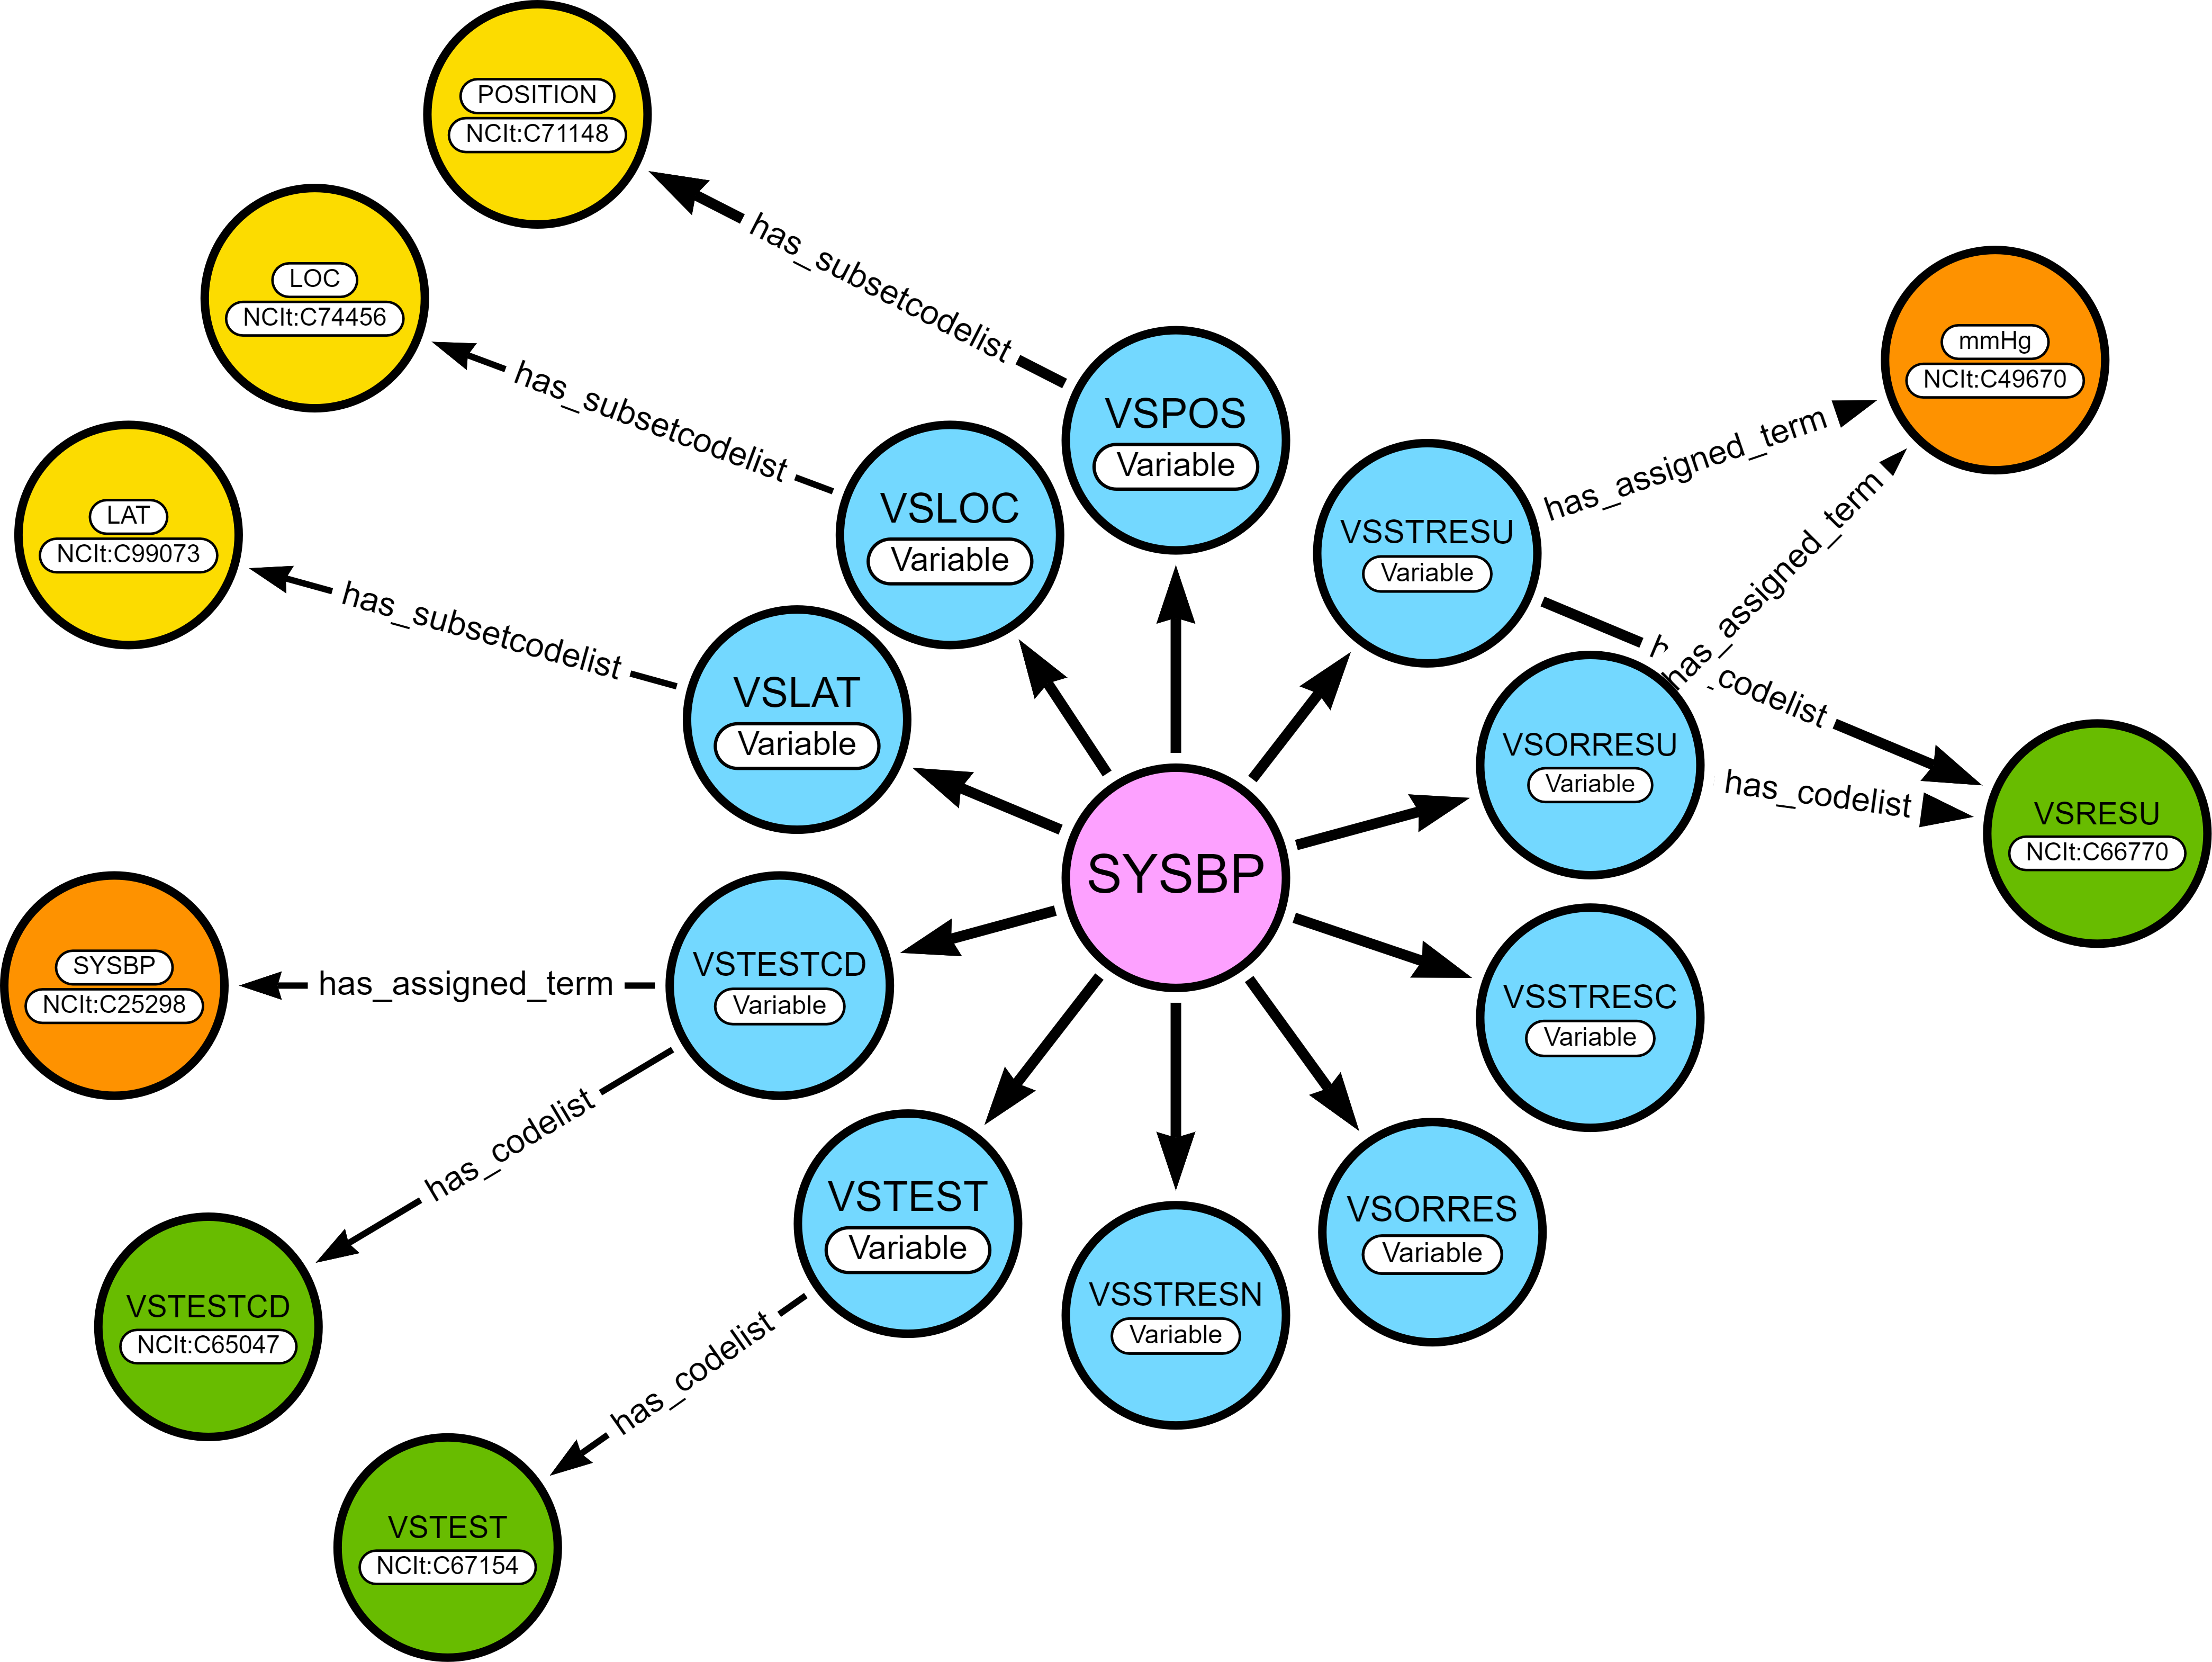 POSITION
NCIt:C71148
has_subsetcodelist
LOC
NCIt:C74456
has_subsetcodelist
LAT
NCIt:C99073
has_subsetcodelist
VSPOS
Variable
VSLOC
Variable
VSLAT
Variable
mmHg
NCIt:C49670
has_assigned_term
has_assigned_term
VSSTRESU
Variable
codelist
VSORRESU
Variable
has_codelist
VSRESU
NCIt:C66770
SYSBP
SYSBP
NCIt:C25298
has_assigned_term
VSTESTCD
Variable
VSSTRESC
Variable
has_codelist
VSTEST
Variable
VSORRES
Variable
VSSTRESN
Variable
VSTESTCD
NCIt:C65047
has_codelist
VSTEST
NCIt:C67154